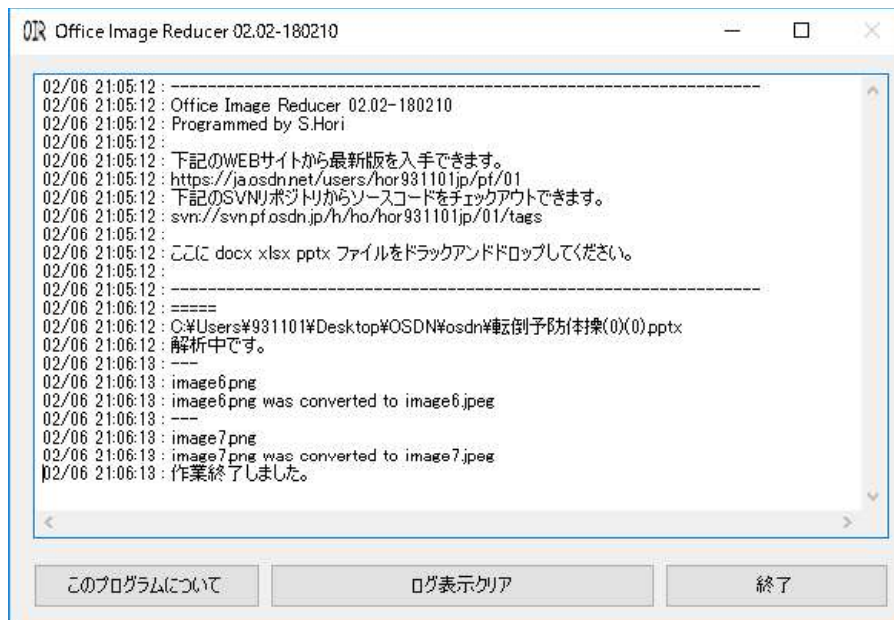 OIR Office Image Reducer 02.02-180210
02/06 21:05:12 : -----------------------------------------------------------------------
02/06 21:05:12 : Office Image Reducer 02.02-180210
02/06 21:05:12 : Programmed by S.Hori
02/06 21:05:12 :
02/06 21:05:12 : 下記のWEBサイトから最新版を入手できます。
02/06 21:05:12 : https://ja.osdn.net/users/hor931101jp/pf/01
02/06 21:05:12 : 下記のSVNリポジトリからソースコードをチェックアウトできます。
02/06 21:05:12 : svn://svn.pf.osdn.jp/h/ho/hor931101jp/01/tags
02/06 21:05:12 :
02/06 21:05:12 : ここに docx xlsx pptx ファイルをドラックアンドドロップしてください。
02/06 21:05:12 :
02/06 21:05:12 : -----------------------------------------------------------------------
02/06 21:06:12 : =====
02/06 21:06:12 : C:¥Users¥931101¥Desktop¥OSDN¥osdn¥転倒予防体操(0)(0).pptx
02/06 21:06:12 : 解析中です。
02/06 21:06:13 : ---
02/06 21:06:13 : image6.png
02/06 21:06:13 : image6.png was converted to image6.jpeg
02/06 21:06:13 : ---
02/06 21:06:13 : image7.png
02/06 21:06:13 : image7.png was converted to image7.jpeg
02/06 21:06:13 : 作業終了しました。
このプログラムについて
ログ表示クリア
終了